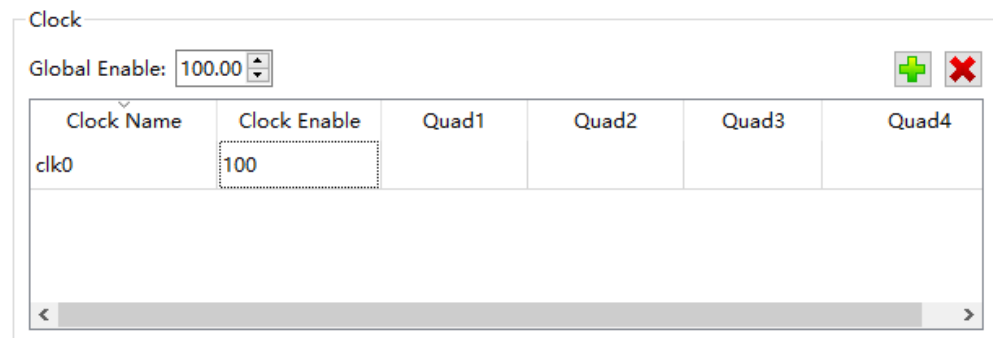 Clock
Global Enable: 100.00
Clock Name Clock Enable Quad1 Quad2 Quad3 Quad4
clk0 100